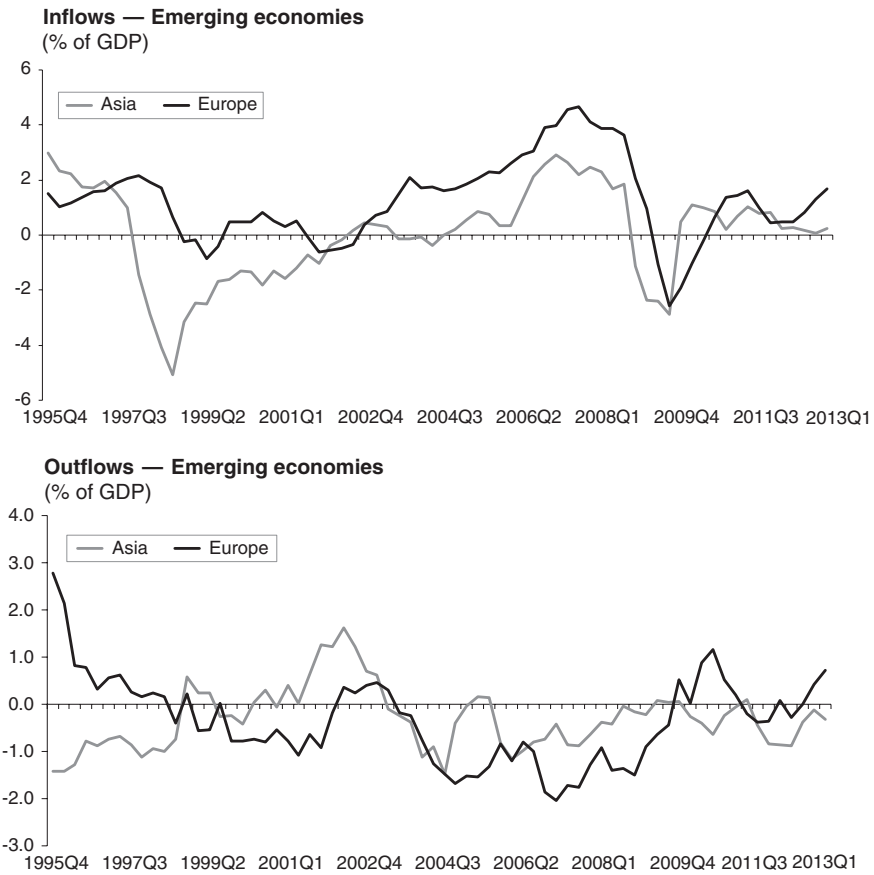 Inflows — Emerging economies
(% of GDP)
6
Asia Europe
4
2
0
-2
-4
-6
1995Q4 1997Q3 1999Q2 2001Q1 2002Q4 2004Q3 2006Q2 2008Q1 2009Q4 2011Q3 2013Q1
Outflows — Emerging economies
(% of GDP)
4.0
Asia Europe
3.0
2.0
1.0
0.0
-1.0
-2.0
-3.0
1995Q4 1997Q3 1999Q2 2001Q1 2002Q4 2004Q3 2006Q2 2008Q1 2009Q4 2011Q3 2013Q1